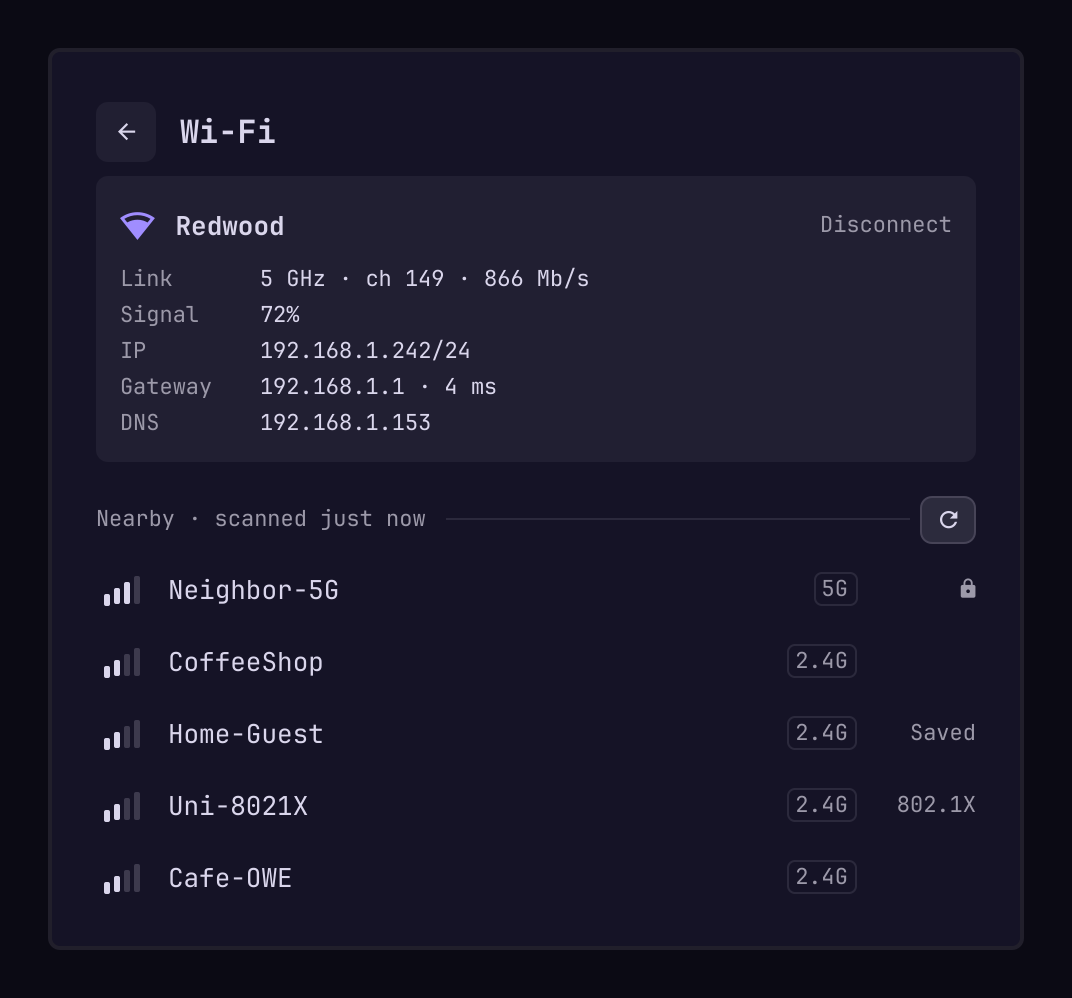 Wi-Fi
Redwood Disconnect
Link 5 GHz · ch 149 · 866 Mb/s
Signal 72%
IP 192.168.1.242/24
Gateway 192.168.1.1 · 4 ms
DNS 192.168.1.153
Nearby · scanned just now
Neighbor-5G 5G
CoffeeShop 2.4G
Home-Guest 2.4G Saved
Uni-8021X 2.4G 802.1X
Cafe-OWE 2.4G